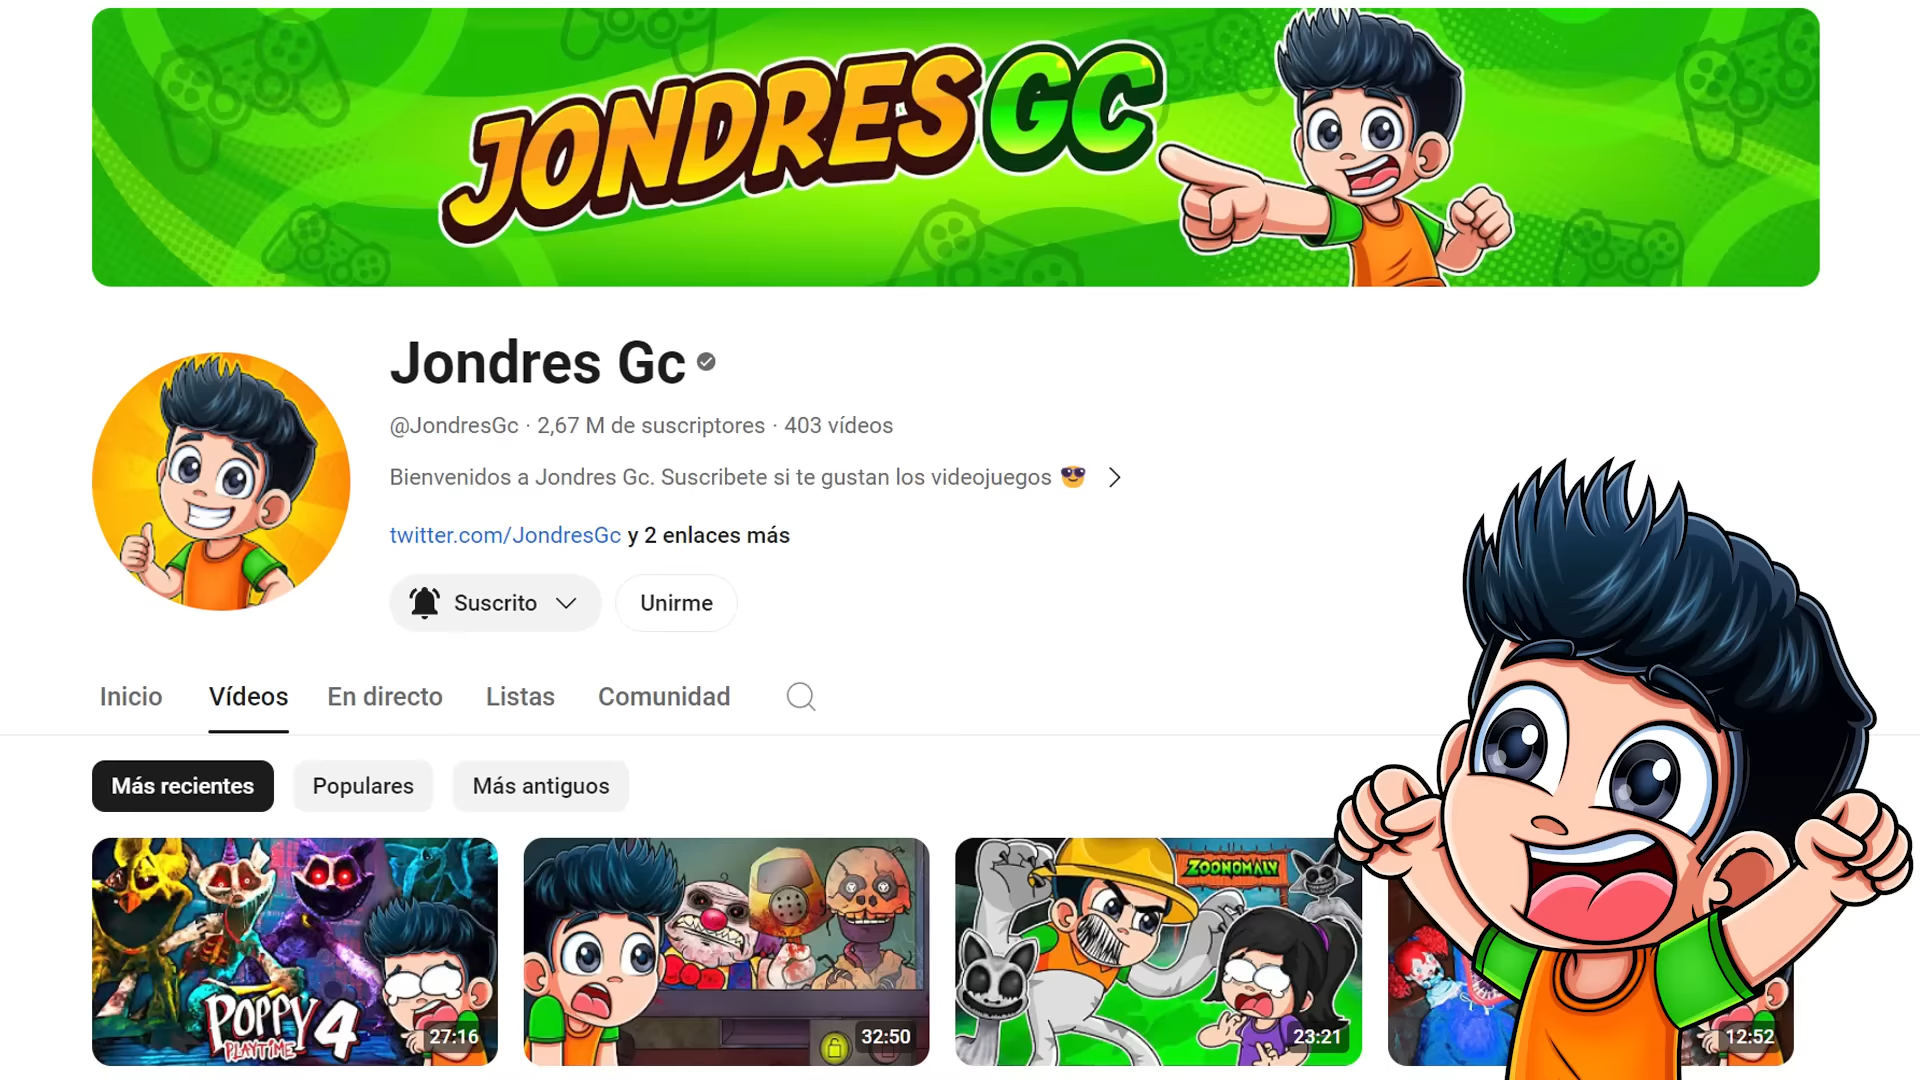 JONDRES GC
Jondres Gc
@JondresGc · 2,67 M de suscriptores · 403 vídeos
Bienvenidos a Jondres Gc. Suscribete si te gustan los videojuegos 😎
twitter.com/JondresGc y 2 enlaces más
Suscrito
Unirme
Inicio
Vídeos
En directo
Listas
Comunidad
Más recientes
Populares
Más antiguos
POPPY 4
PLAYTIME
27:16
32:50
ZOONOMALY
23:21
12:52